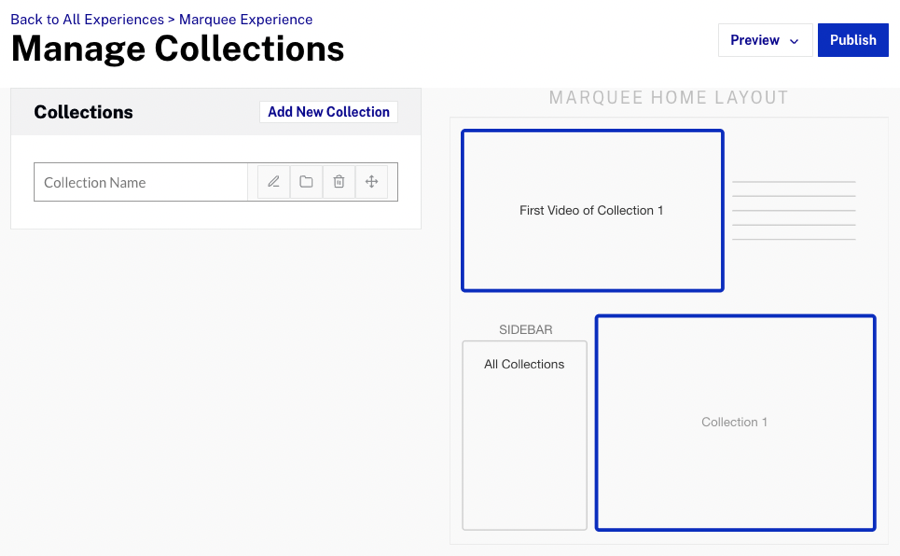 Back to All Experiences > Marquee Experience
Manage Collections
Preview
Publish
Collections
Add New Collection
Collection Name
MARQUEE HOME LAYOUT
First Video of Collection 1
SIDEBAR
All Collections
Collection 1